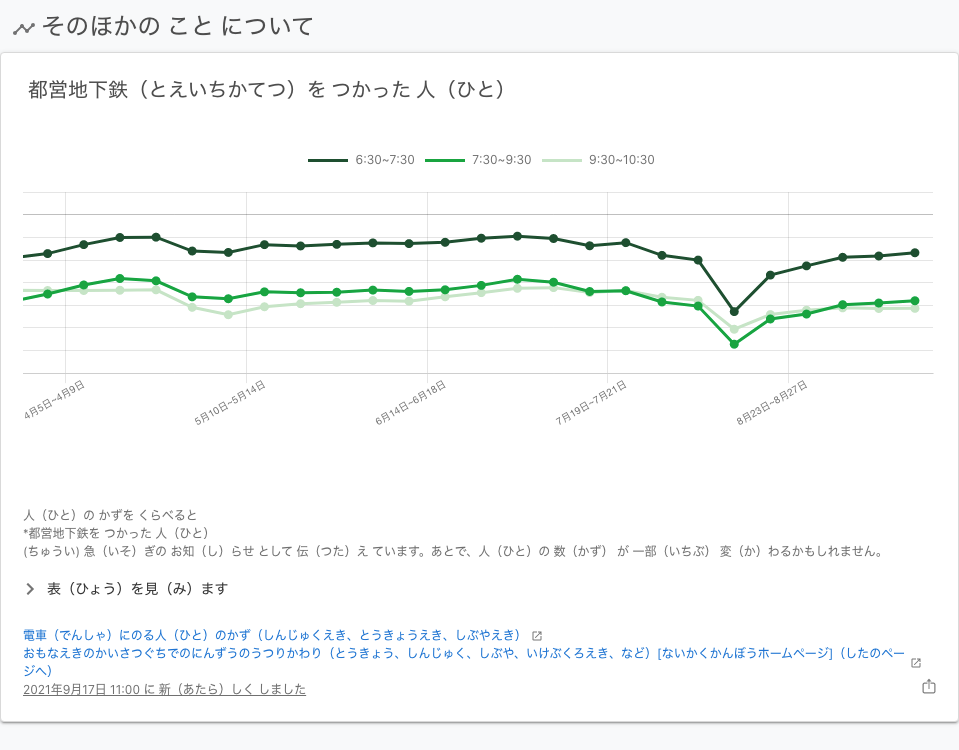 そのほかの こと について
都営地下鉄（とえいちかてつ）を つかった 人（ひと）
6:30~7:30 7:30~9:30 9:30~10:30
4月5日~4月9日 5月10日~5月14日 6月14日~6月18日 7月19日~7月21日 8月23日~8月27日
人（ひと）の かずを くらべると
*都営地下鉄を つかった 人（ひと）
(ちゅうい) 急（いそ）ぎの お知（し）らせ として 伝（つた）え ています。あとで、人（ひと）の 数（かず） が 一部（いちぶ） 変（か）わるかもしれません。
表（ひょう）を見（み）ます
電車（でんしゃ）にのる人（ひと）のかず（しんじゅくえき、とうきょうえき、しぶやえき）
おもなえきのかいさつぐちでのにんずうのうつりかわり（とうきょう、しんじゅく、しぶや、いけぶくろえき、など）[ないかくかんぼうホームページ]（したのペー
ジへ）
2021年9月17日 11:00 に 新（あたら）しく しました